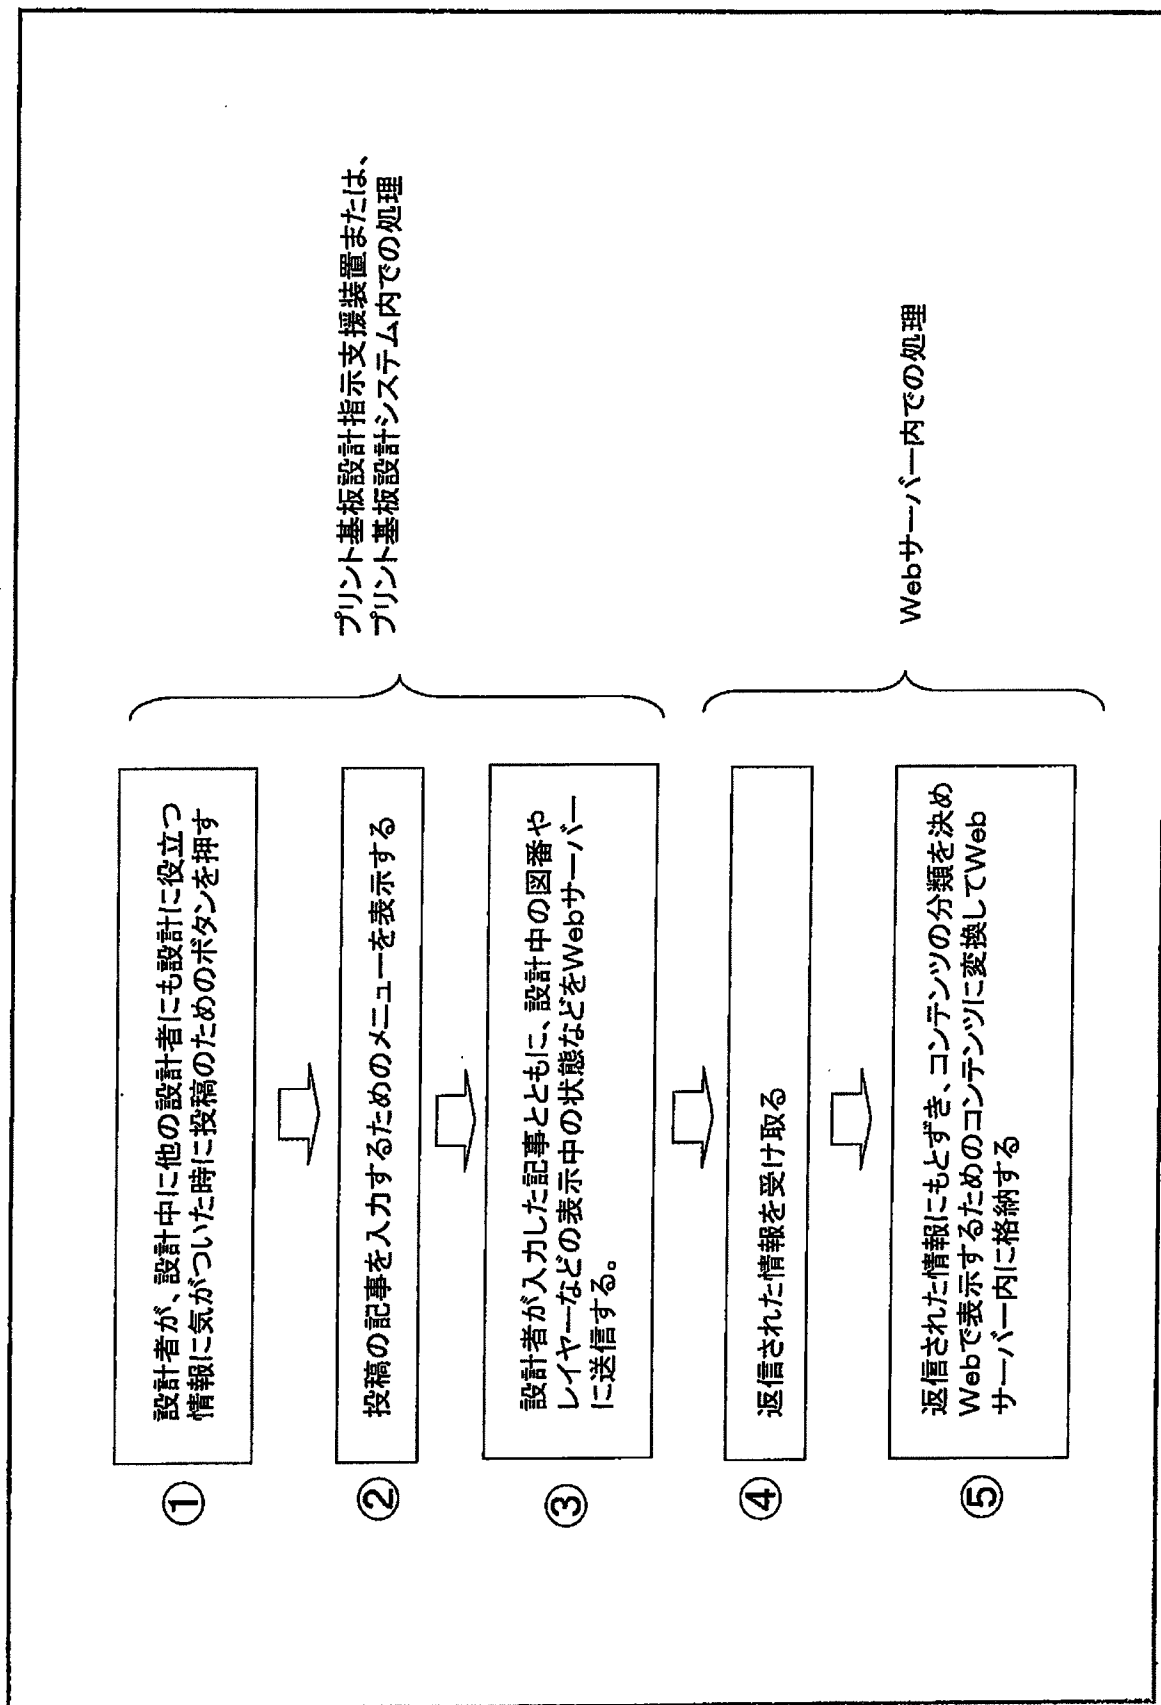 ①
設計者が、設計中に他の設計者にも設計に役立つ
情報に気がついた時に投稿のためのボタンを押す
②
投稿の記事を入力するためのメニューを表示する
③
設計者が入力した記事とともに、設計中の図番や
レイヤーなどの表示中の状態などをWebサーバー
に送信する。
プリント基板設計指示支援装置または、
プリント基板設計システム内での処理
④
返信された情報を受け取る
⑤
返信された情報にもとずき、コンテンツの分類を決め
Webで表示するためのコンテンツに変換してWeb
サーバー内に格納する
Webサーバー内での処理